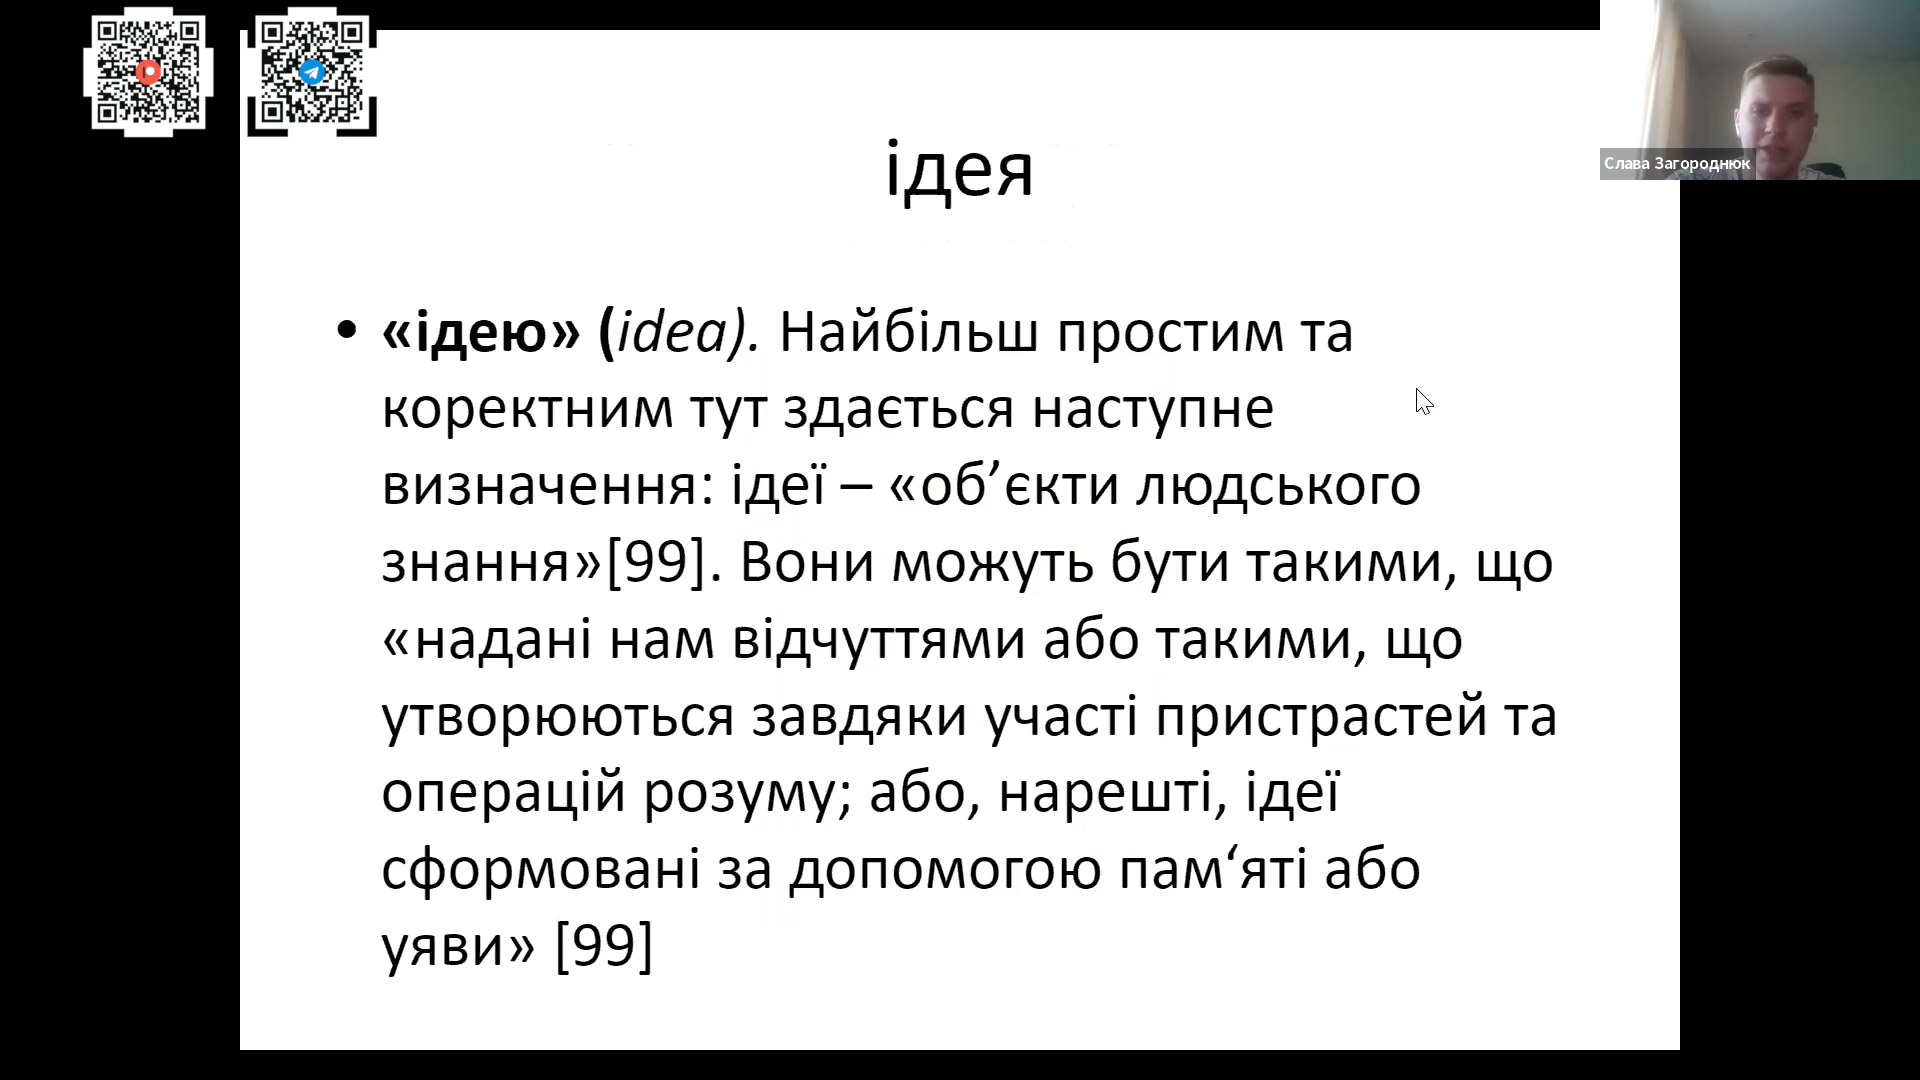 ідея
Слава Загороднюк
• «ідею» (idea). Найбільш простим та
коректним тут здається наступне
визначення: ідеї – «об’єкти людського
знання»[99]. Вони можуть бути такими, що
«надані нам відчуттями або такими, що
утворюються завдяки участі пристрастей та
операцій розуму; або, нарешті, ідеї
сформовані за допомогою пам‘яті або
уяви» [99]